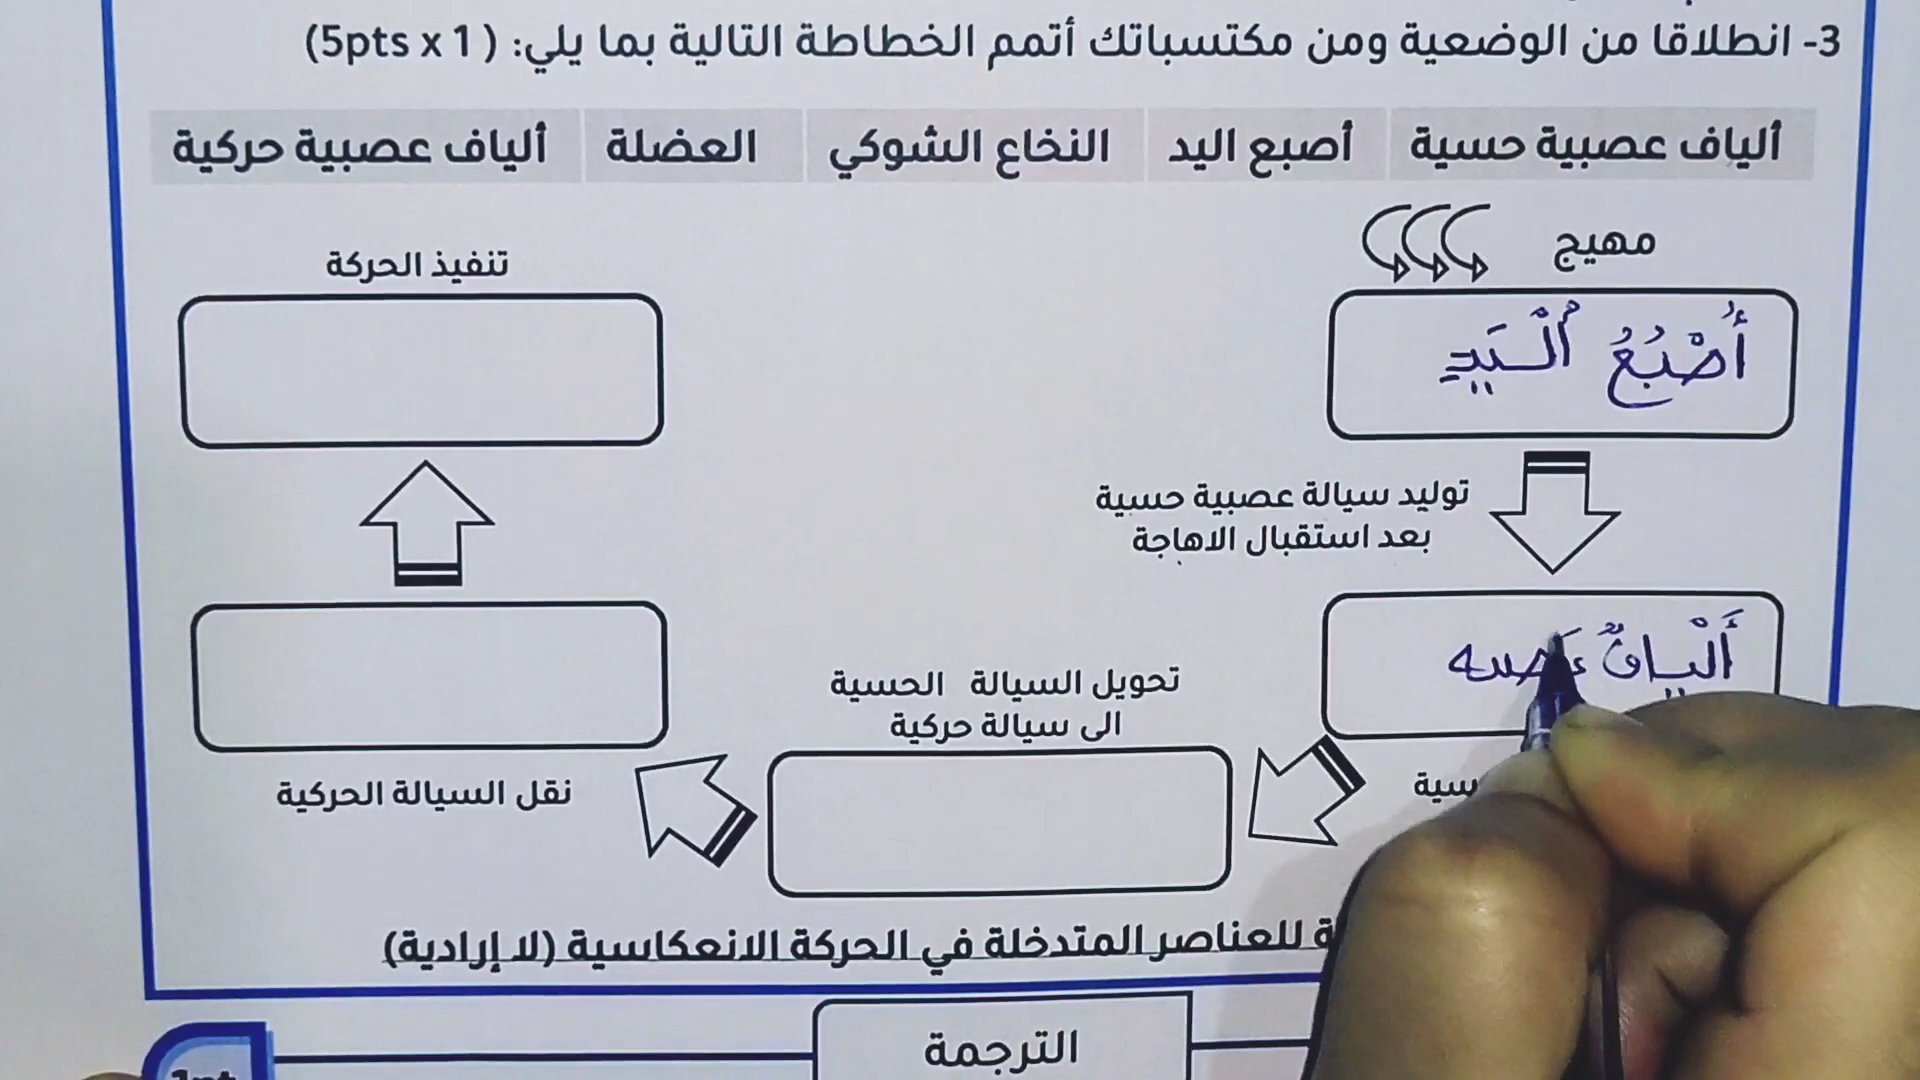 3- انطلاقا من الوضعية ومن مكتسباتك أتمم الخطاطة التالية بما يلي: (5pts x 1)
ألياف عصبية حسية أصبع اليد النخاع الشوكي العضلة ألياف عصبية حركية
مهيج
تنفيذ الحركة
أُصْبُعُ الْيَدِ
توليد سيالة عصبية حسية
بعد استقبال الاهاجة
أَلْيافٌ
تحويل السيالة الحسية
الى سيالة حركية
نقل السيالة الحركية
للعناصر المتدخلة في الحركة الانعكاسية (لا إرادية)
الترجمة